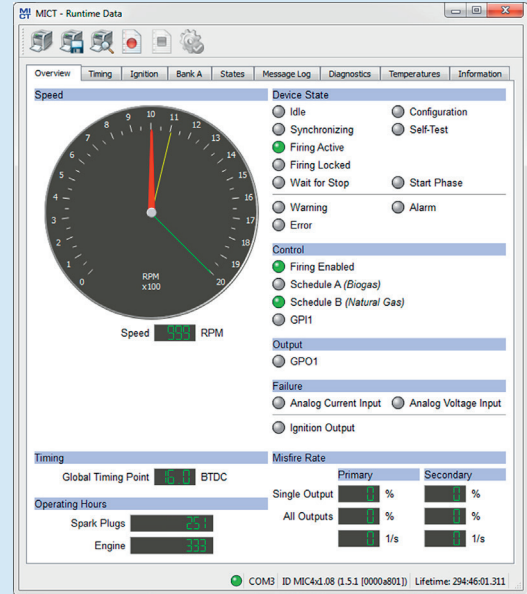 MICT MICT - Runtime Data
Overview Timing Ignition Bank A States Message Log Diagnostics Temperatures Information
Speed
0 1 2 3 4 5 6 7 8 9 10 11 12 13 14 15 16 17 18 19 20
RPM
x100
Speed 999 RPM
Device State
Idle Configuration
Synchronizing Self-Test
Firing Active
Firing Locked
Wait for Stop Start Phase
Warning Alarm
Error
Control
Firing Enabled
Schedule A (Biogas)
Schedule B (Natural Gas)
GPI1
Output
GPO1
Failure
Analog Current Input Analog Voltage Input
Ignition Output
Timing
Global Timing Point 16.0 BTDC
Operating Hours
Spark Plugs 251
Engine 333
Misfire Rate
Primary Secondary
Single Output 0 % 0 %
All Outputs 0 % 0 %
0 1/s 0 1/s
COM3 ID MIC4x1.08 (1.5.1 [0000a801]) Lifetime: 294:46:01.311